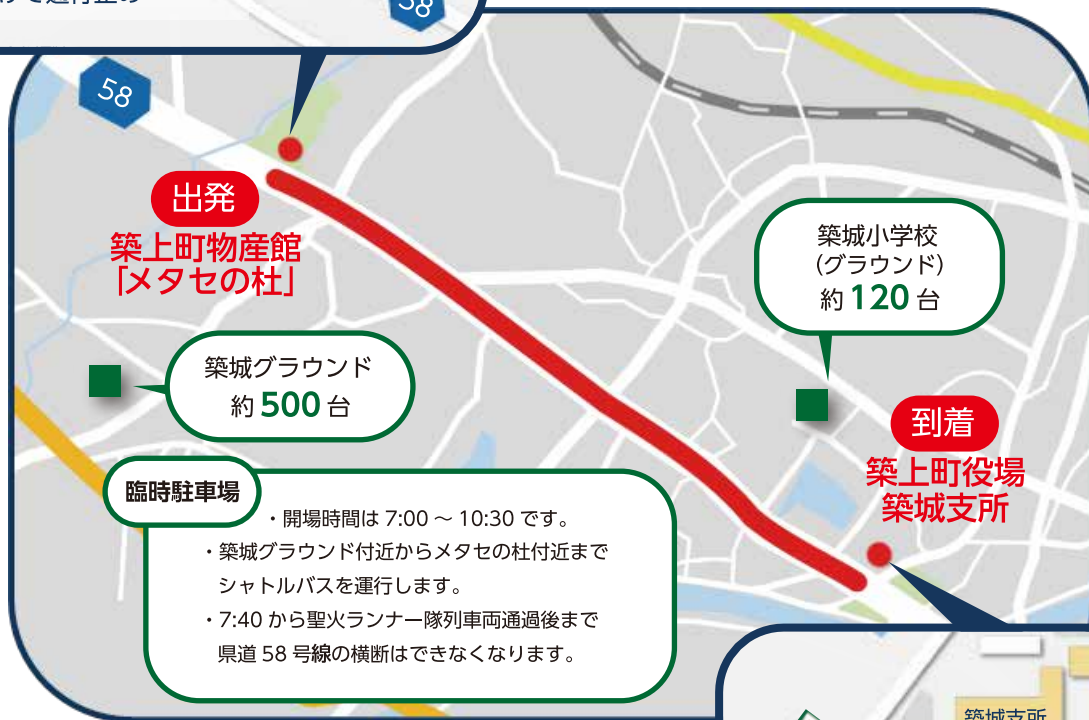 58
58
出発
築上町物産館
「メタセの杜」
築城小学校
(グラウンド)
約 120 台
築城グラウンド
約 500 台
到着
築上町役場
築城支所
臨時駐車場
・開場時間は 7:00 ～ 10:30 です。
・築城グラウンド付近からメタセの杜付近まで
シャトルバスを運行します。
・7:40 から聖火ランナー隊列車両通過後まで
県道 58 号線の横断はできなくなります。
築城支所